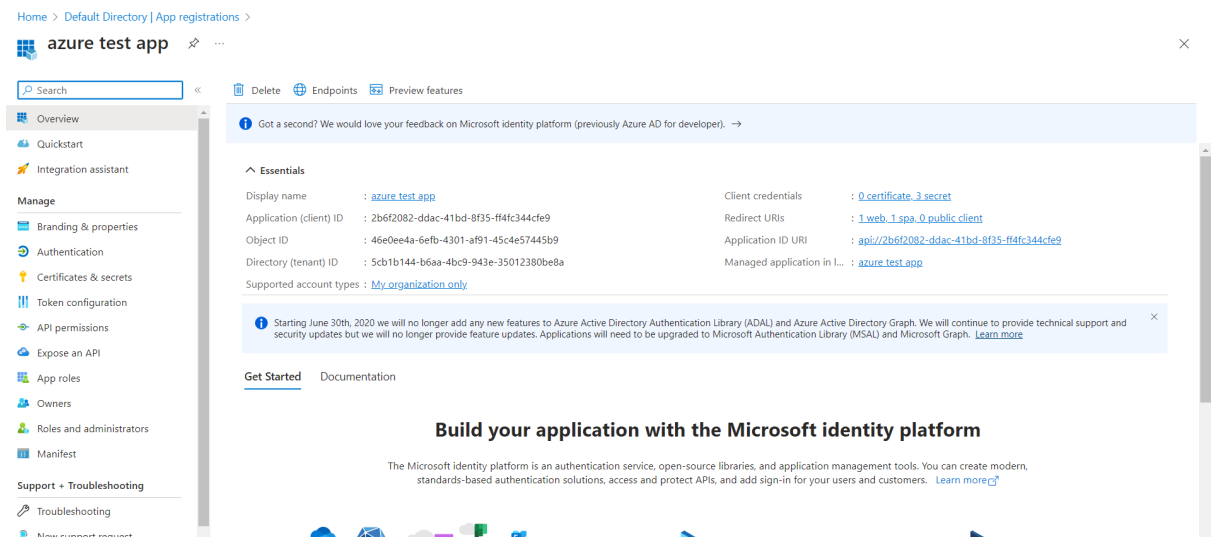 Home > Default Directory | App registrations >
azure test app
Search
Delete Endpoints Preview features
Overview
Quickstart
Integration assistant
Manage
Branding & properties
Authentication
Certificates & secrets
Token configuration
API permissions
Expose an API
App roles
Owners
Roles and administrators
Manifest
Support + Troubleshooting
Troubleshooting
New support request
Got a second? We would love your feedback on Microsoft identity platform (previously Azure AD for developer). →
Essentials
Display name : azure test app
Application (client) ID : 2b6f2082-ddac-41bd-8f35-ff4fc344cfe9
Object ID : 46e0ee4a-6efb-4301-af91-45c4e57445b9
Directory (tenant) ID : 5cb1b144-b6aa-4bc9-943e-35012380be8a
Supported account types : My organization only
Client credentials : 0 certificate, 3 secret
Redirect URIs : 1 web, 1 spa, 0 public client
Application ID URI : api://2b6f2082-ddac-41bd-8f35-ff4fc344cfe9
Managed application in l... : azure test app
Starting June 30th, 2020 we will no longer add any new features to Azure Active Directory Authentication Library (ADAL) and Azure Active Directory Graph. We will continue to provide technical support and
security updates but we will no longer provide feature updates. Applications will need to be upgraded to Microsoft Authentication Library (MSAL) and Microsoft Graph. Learn more
Get Started Documentation
Build your application with the Microsoft identity platform
The Microsoft identity platform is an authentication service, open-source libraries, and application management tools. You can create modern,
standards-based authentication solutions, access and protect APIs, and add sign-in for your users and customers. Learn more